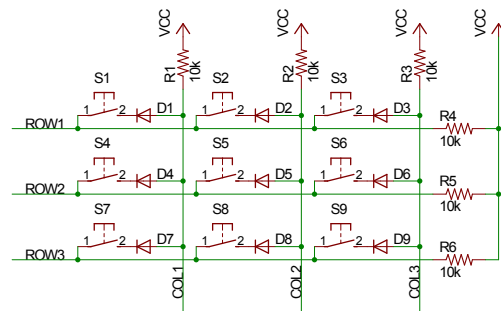 VCC VCC VCC VCC
R1 10k R2 10k R3 10k
S1 S2 S3
1 2 D1 1 2 D2 1 2 D3
R4
ROW1
10k
S4 S5 S6
1 2 D4 1 2 D5 1 2 D6
R5
ROW2
10k
S7 S8 S9
1 2 D7 1 2 D8 1 2 D9
R6
ROW3
10k
COL1 COL2 COL3